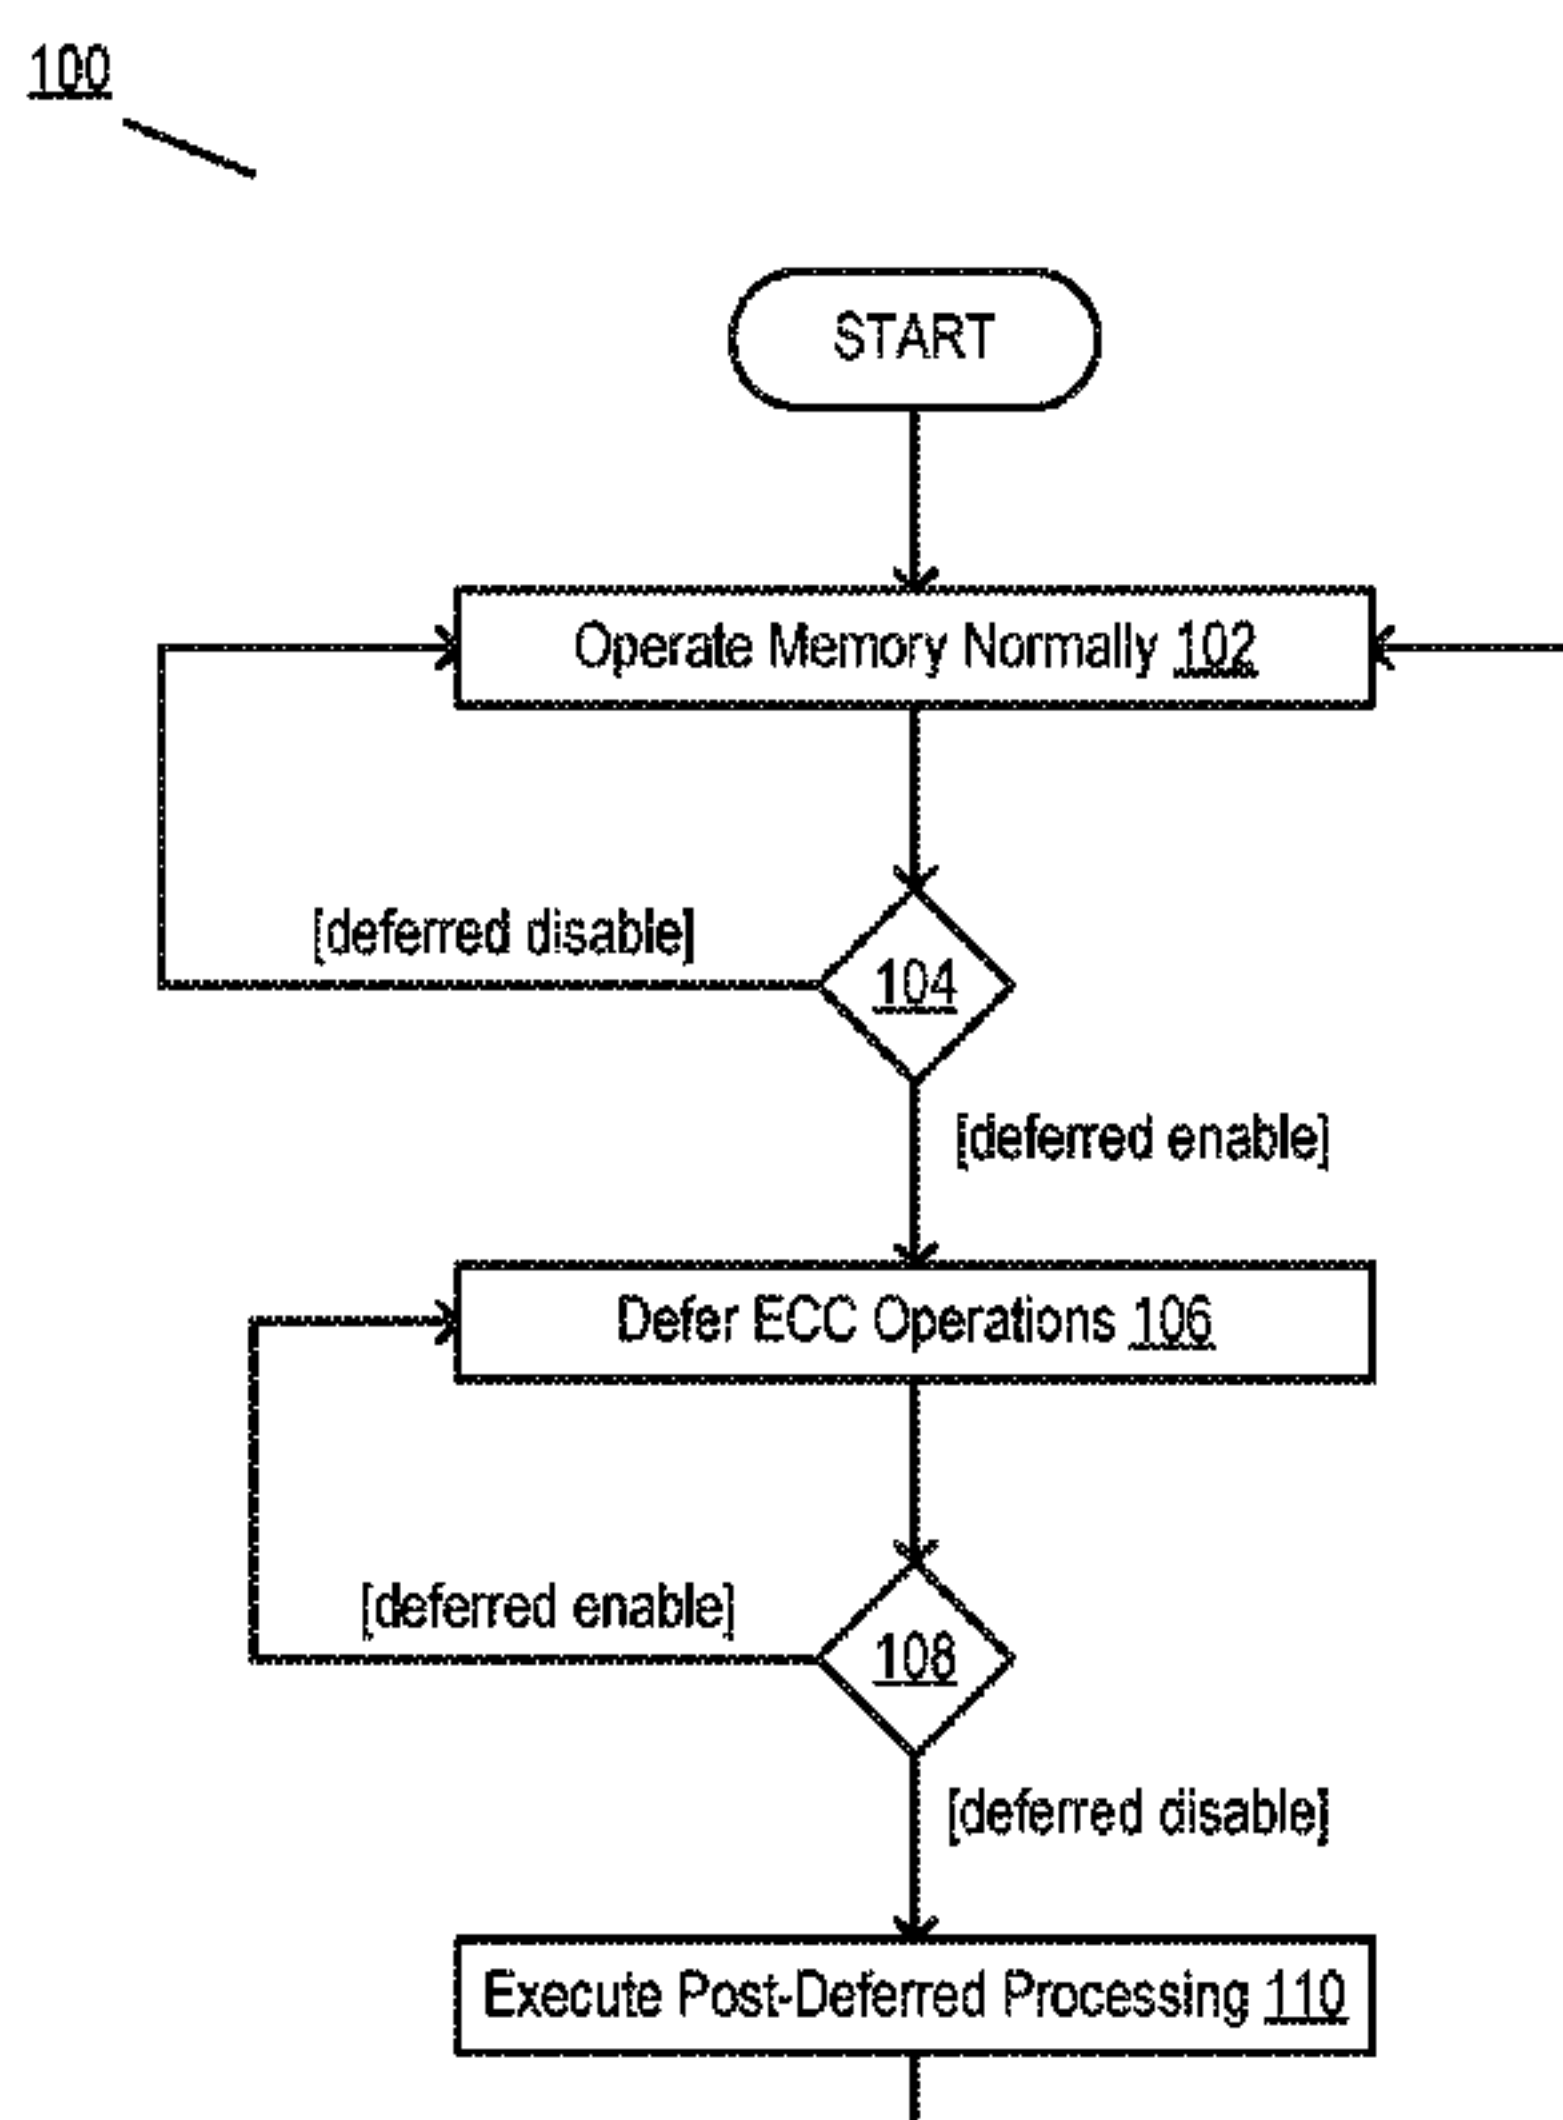 100
START
Operate Memory Normally 102
[deferred disable]
104
[deferred enable]
Defer ECC Operations 106
[deferred enable]
108
[deferred disable]
Execute Post-Deferred Processing 110